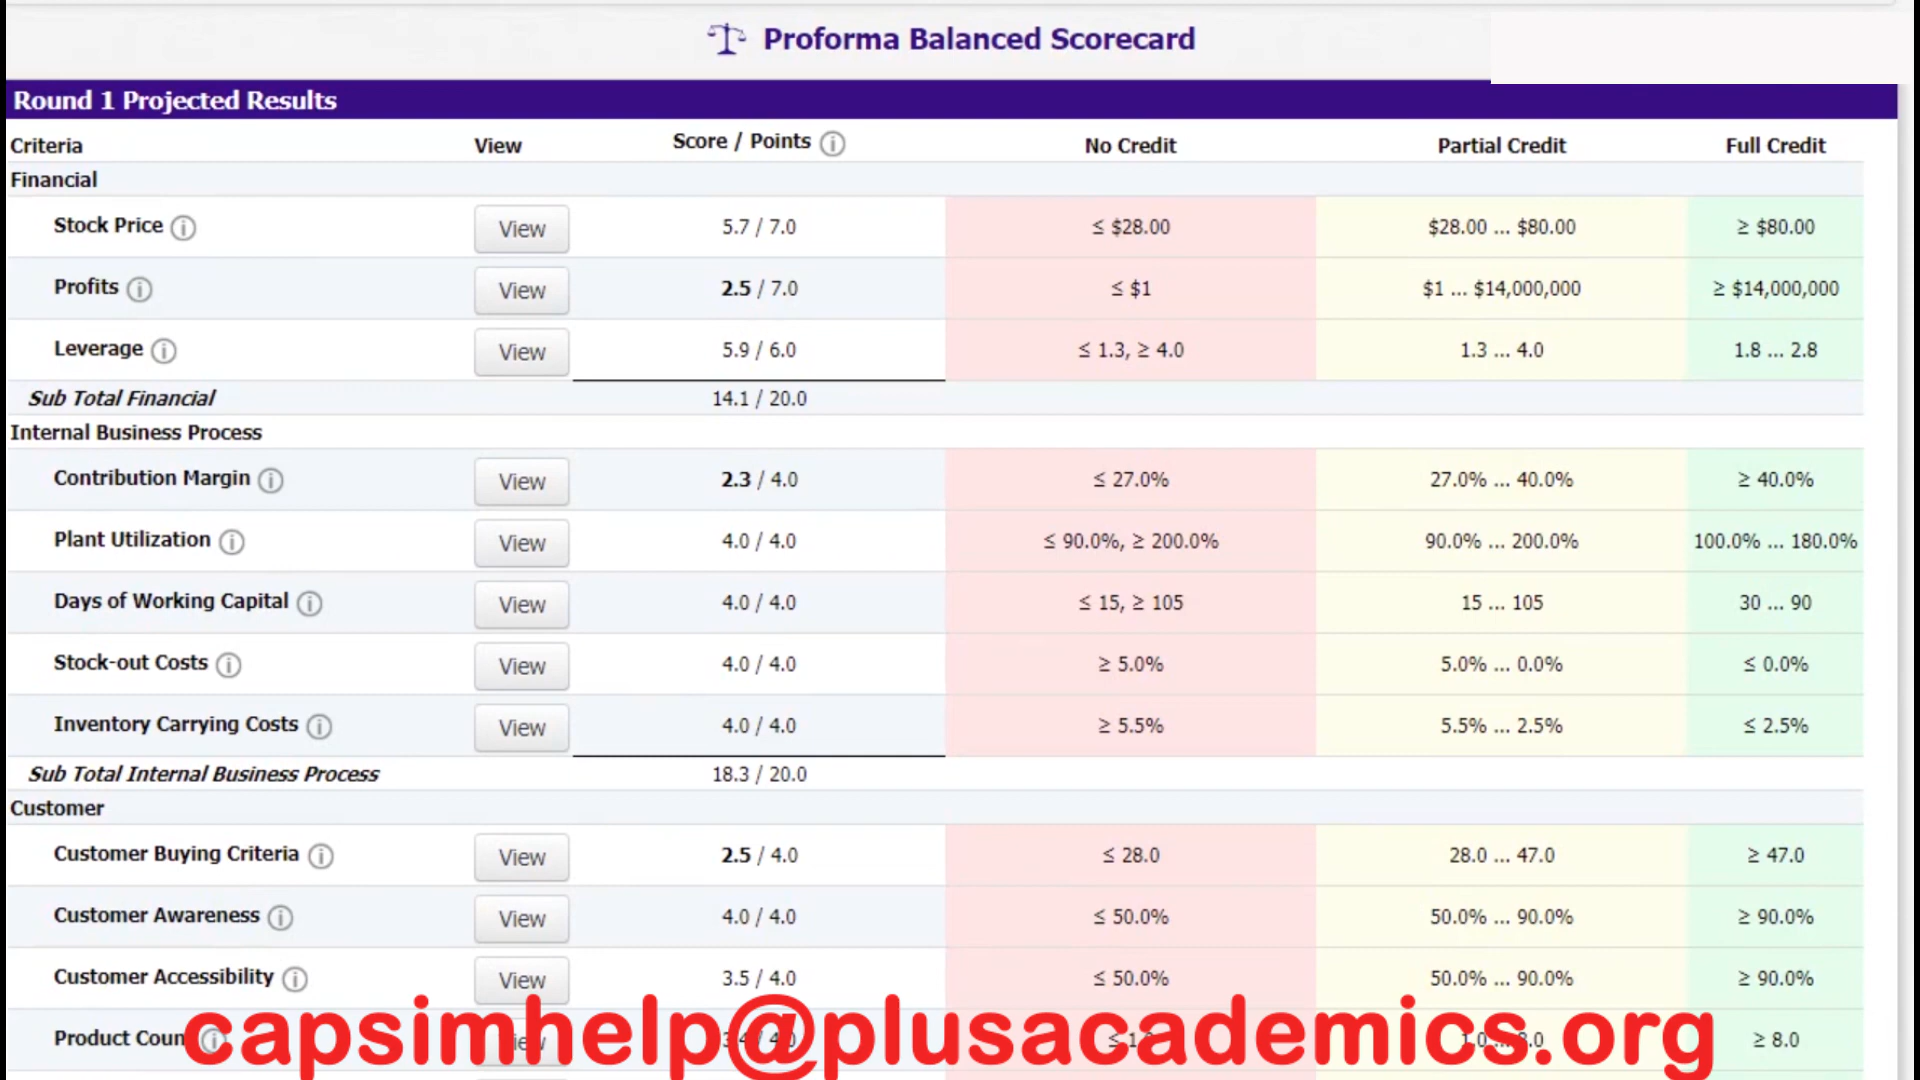 Proforma Balanced Scorecard
Round 1 Projected Results
Criteria View Score / Points i No Credit Partial Credit Full Credit
Financial
Stock Price i View 5.7 / 7.0 ≤ $28.00 $28.00 ... $80.00 ≥ $80.00
Profits i View 2.5 / 7.0 ≤ $1 $1 ... $14,000,000 ≥ $14,000,000
Leverage i View 5.9 / 6.0 ≤ 1.3, ≥ 4.0 1.3 ... 4.0 1.8 ... 2.8
Sub Total Financial 14.1 / 20.0
Internal Business Process
Contribution Margin i View 2.3 / 4.0 ≤ 27.0% 27.0% ... 40.0% ≥ 40.0%
Plant Utilization i View 4.0 / 4.0 ≤ 90.0%, ≥ 200.0% 90.0% ... 200.0% 100.0% ... 180.0%
Days of Working Capital i View 4.0 / 4.0 ≤ 15, ≥ 105 15 ... 105 30 ... 90
Stock-out Costs i View 4.0 / 4.0 ≥ 5.0% 5.0% ... 0.0% ≤ 0.0%
Inventory Carrying Costs i View 4.0 / 4.0 ≥ 5.5% 5.5% ... 2.5% ≤ 2.5%
Sub Total Internal Business Process 18.3 / 20.0
Customer
Customer Buying Criteria i View 2.5 / 4.0 ≤ 28.0 28.0 ... 47.0 ≥ 47.0
Customer Awareness i View 4.0 / 4.0 ≤ 50.0% 50.0% ... 90.0% ≥ 90.0%
Customer Accessibility i View 3.5 / 4.0 ≤ 50.0% 50.0% ... 90.0% ≥ 90.0%
Product Coun ≥ 8.0
capsimhelp@plusacademics.org